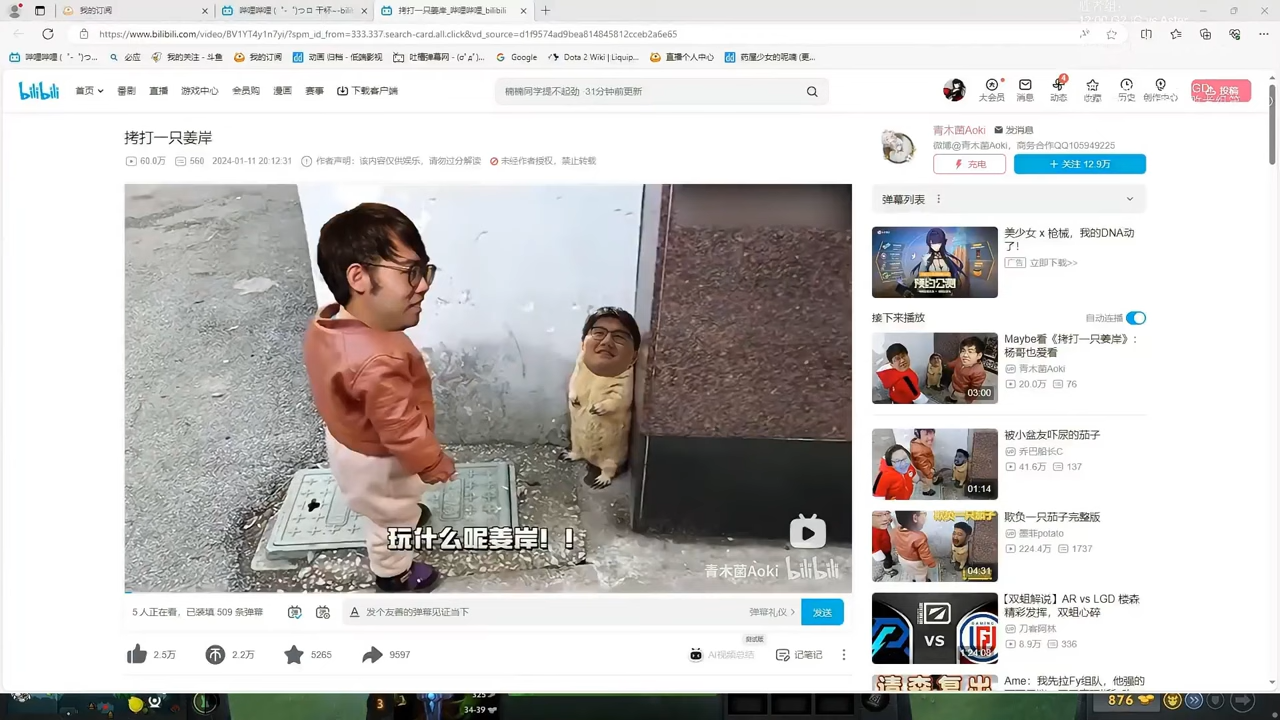 我的订阅
哔哩哔哩 (゜-゜)つロ 干杯~-bili
拷打一只姜岸_哔哩哔哩_bilibili
https://www.bilibili.com/video/BV1YT4y1h7yi/?spm_id_from=333.337.search-card.all.click&vd_source=d1f9574ad9bea814845812cceb2a6e65
哔哩哔哩 (゜-゜)つ...
必应
我的关注 - 斗鱼
我的订阅
动画 归档 - 低端影视
吐槽弹幕网 - (oﾟдﾟ)...
Google
Dota 2 Wiki | Liquip...
直播个人中心
药屋少女的呢喃 (更...
bilibili
首页
番剧
直播
游戏中心
会员购
漫画
赛事
下载客户端
楠楠同学提不起劲 ·31分钟前更新
大会员
消息
4
动态
收藏
历史
创作中心
投稿
拷打一只姜岸
60.0万
560
2024-01-11 20:12:31
作者声明：该内容仅供娱乐，请勿过分解读
未经作者授权，禁止转载
青木菌Aoki
发消息
微博@青木菌Aoki，商务合作QQ105949225
充电
+ 关注 12.9万
弹幕列表
美少女 x 枪械，我的DNA动
了！
广告
立即下载>>
接下来播放
自动连播
Maybe看《拷打一只姜岸》:
杨哥也爱看
青木菌Aoki
20.0万
76
03:00
被小盆友吓尿的茄子
乔巴船长C
41.6万
137
01:14
欺负一只茄子完整版
墨菲potato
224.4万
1737
04:31
【双蛆解说】AR vs LGD 楼森
精彩发挥，双蛆心碎
刀客阿林
8.9万
336
VS
1:24:08
Ame：我先拉Fy组队，他强的
玩什么呢姜岸！！
青木菌Aoki bilibili
5 人正在看，已装填 509 条弹幕
发个友善的弹幕见证当下
弹幕礼仪 >
发送
2.5万
2.2万
5265
9597
测试版
AI视频总结
记笔记
34-39
876